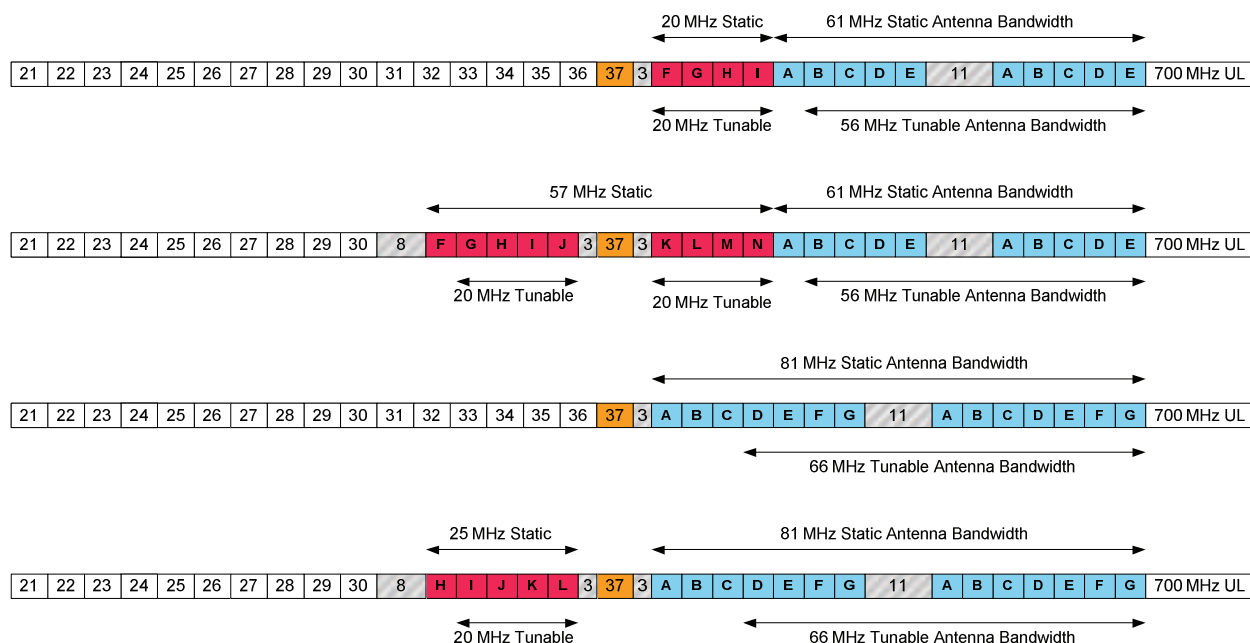 20 MHz Static 61 MHz Static Antenna Bandwidth
21 22 23 24 25 26 27 28 29 30 31 32 33 34 35 36 37 3 F G H I A B C D E 11 A B C D E 700 MHz UL
20 MHz Tunable 56 MHz Tunable Antenna Bandwidth
57 MHz Static 61 MHz Static Antenna Bandwidth
21 22 23 24 25 26 27 28 29 30 8 F G H I J 3 37 3 K L M N A B C D E 11 A B C D E 700 MHz UL
20 MHz Tunable 20 MHz Tunable 56 MHz Tunable Antenna Bandwidth
81 MHz Static Antenna Bandwidth
21 22 23 24 25 26 27 28 29 30 31 32 33 34 35 36 37 3 A B C D E F G 11 A B C D E F G 700 MHz UL
66 MHz Tunable Antenna Bandwidth
25 MHz Static 81 MHz Static Antenna Bandwidth
21 22 23 24 25 26 27 28 29 30 8 H I J K L 3 37 3 A B C D E F G 11 A B C D E F G 700 MHz UL
20 MHz Tunable 66 MHz Tunable Antenna Bandwidth